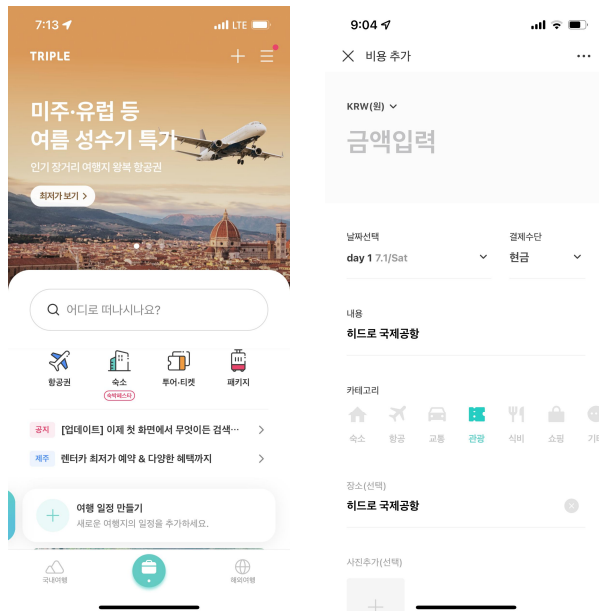 7:13
LTE
TRIPLE
미주·유럽 등
여름 성수기 특가
인기 장거리 여행지 왕복 항공권
최저가 보기 >
어디로 떠나시나요?
항공권
숙소
투어·티켓
패키지
숙박페스타
공지
[업데이트] 이제 첫 화면에서 무엇이든 검색…
제주
렌터카 최저가 예약 & 다양한 혜택까지
여행 일정 만들기
새로운 여행지의 일정을 추가하세요.
국내여행
해외여행
9:04
비용 추가
KRW(원)
금액입력
날짜선택
결제수단
day 1 7.1/Sat
현금
내용
히드로 국제공항
카테고리
숙소
항공
교통
관광
식비
쇼핑
기타
장소(선택)
히드로 국제공항
사진추가(선택)